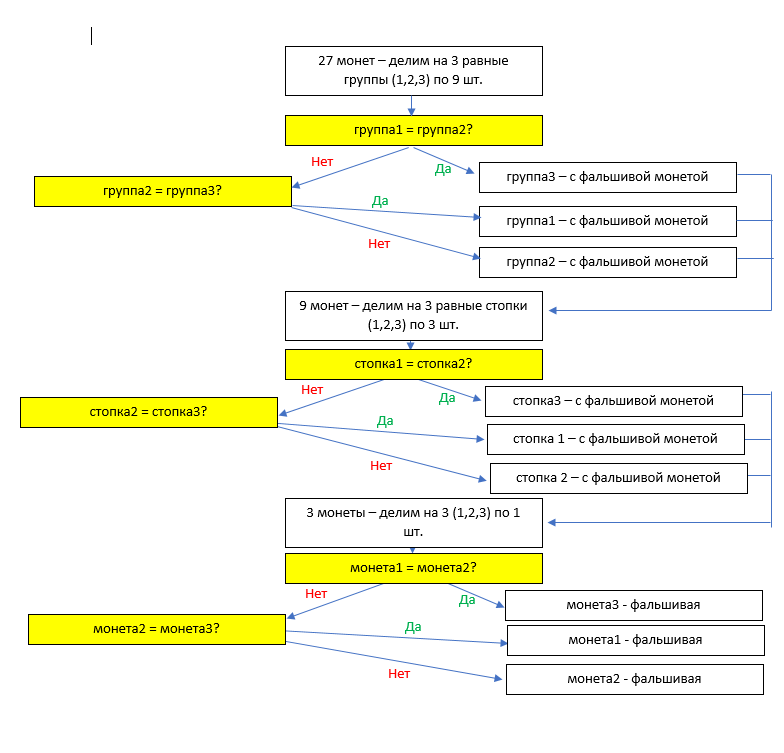 27 монет – делим на 3 равные
группы (1,2,3) по 9 шт.
группа1 = группа2?
Нет
Да
группа3 – с фальшивой монетой
группа2 = группа3?
Да
группа1 – с фальшивой монетой
Нет
группа2 – с фальшивой монетой
9 монет – делим на 3 равные стопки
(1,2,3) по 3 шт.
стопка1 = стопка2?
Нет
Да
стопка3 – с фальшивой монетой
стопка2 = стопка3?
Да
стопка 1 – с фальшивой монетой
Нет
стопка 2 – с фальшивой монетой
3 монеты – делим на 3 (1,2,3) по 1
шт.
монета1 = монета2?
Нет
Да
монета3 - фальшивая
монета2 = монета3?
Да
монета1 - фальшивая
Нет
монета2 - фальшивая